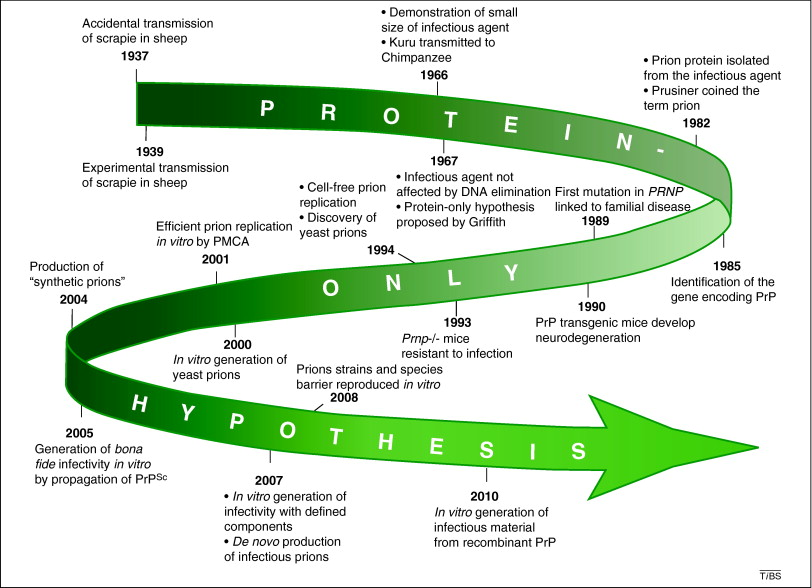 Accidental transmission
of scrapie in sheep
1937
• Demonstration of small
size of infectious agent
• Kuru transmitted to
Chimpanzee
1966
• Prion protein isolated
from the infectious agent
• Prusiner coined the
term prion
1982
PROTEIN-
1939
Experimental transmission
of scrapie in sheep
1967
• Infectious agent not
affected by DNA elimination
• Protein-only hypothesis
proposed by Griffith
• Cell-free prion
replication
• Discovery of
yeast prions
1994
First mutation in PRNP
linked to familial disease
1989
1985
Identification of the
gene encoding PrP
Efficient prion replication
in vitro by PMCA
2001
Production of
“synthetic prions”
2004
ONLY
1990
PrP transgenic mice develop
neurodegeneration
1993
Prnp-/- mice
resistant to infection
2000
In vitro generation of
yeast prions
Prions strains and species
barrier reproduced in vitro
2008
HYPOTHESIS
2005
Generation of bona
fide infectivity in vitro
by propagation of PrPSc
2007
• In vitro generation of
infectivity with defined
components
• De novo production
of infectious prions
2010
In vitro generation of
infectious material
from recombinant PrP
T/BS